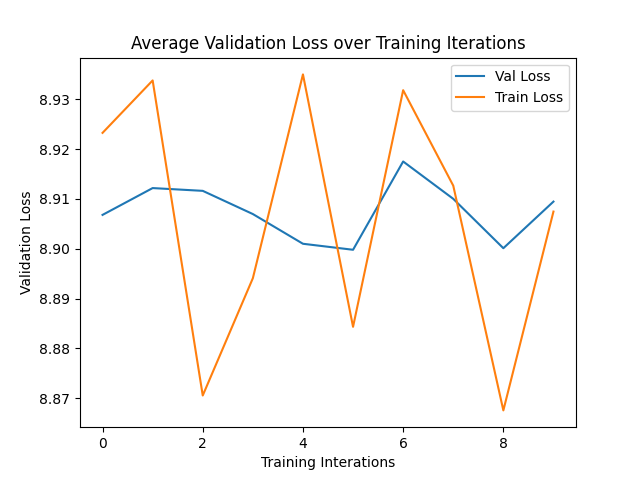 Average Validation Loss over Training Iterations
Val Loss
Train Loss
Validation Loss
8.93
8.92
8.91
8.90
8.89
8.88
8.87
0 2 4 6 8
Training Interations